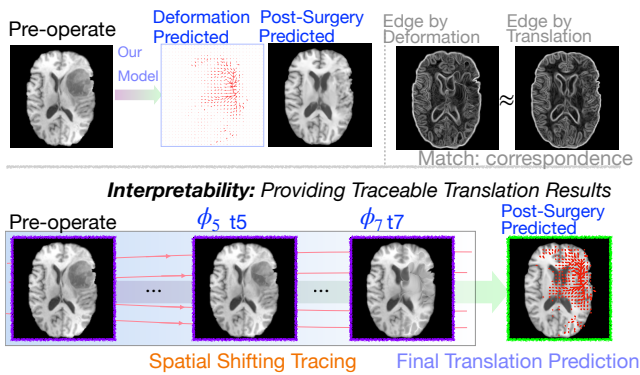 Pre-operate
Our
Model
Deformation
Predicted
Post-Surgery
Predicted
Edge by
Deformation
Edge by
Translation
≈
Match: correspondence
Interpretability: Providing Traceable Translation Results
Pre-operate
ϕ5 t5
ϕ7 t7
Post-Surgery
Predicted
...
...
Spatial Shifting Tracing
Final Translation Prediction